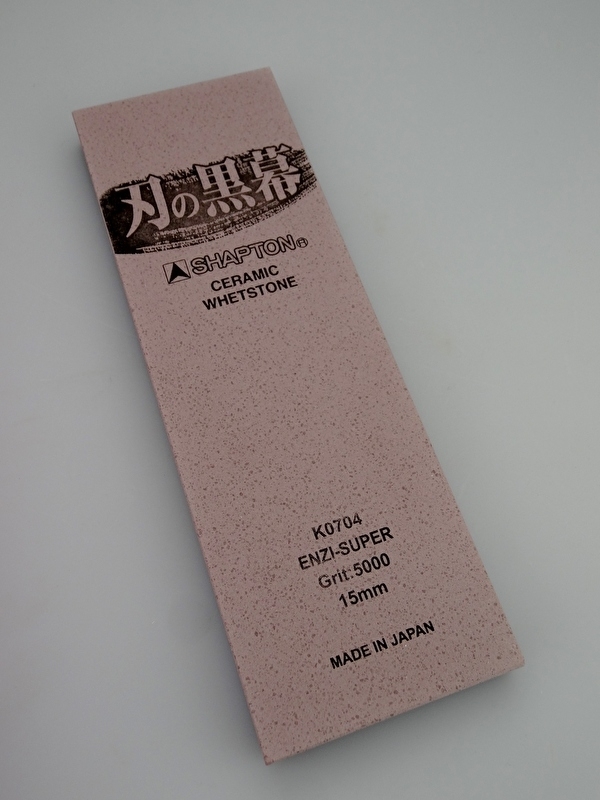 刃の黒幕
SHAPTON®
CERAMIC
WHETSTONE
K0704
ENZI-SUPER
Grit:5000
15mm
MADE IN JAPAN